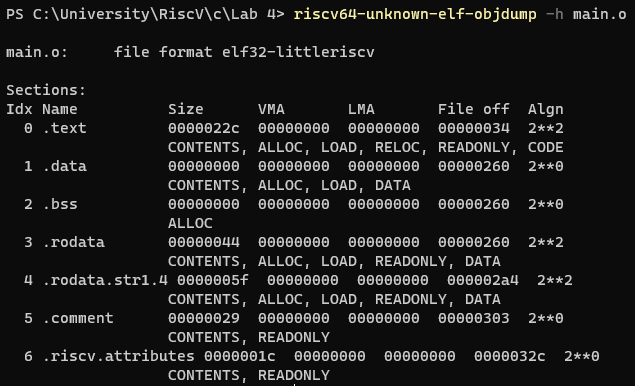 PS C:\University\RiscV\c\Lab 4> riscv64-unknown-elf-objdump -h main.o
main.o:     file format elf32-littleriscv
Sections:
Idx Name          Size      VMA       LMA       File off  Algn
  0 .text         0000022c  00000000  00000000  00000034  2**2
                  CONTENTS, ALLOC, LOAD, RELOC, READONLY, CODE
  1 .data         00000000  00000000  00000000  00000260  2**0
                  CONTENTS, ALLOC, LOAD, DATA
  2 .bss          00000000  00000000  00000000  00000260  2**0
                  ALLOC
  3 .rodata       00000044  00000000  00000000  00000260  2**2
                  CONTENTS, ALLOC, LOAD, READONLY, DATA
  4 .rodata.str1.4 0000005f  00000000  00000000  000002a4  2**2
                  CONTENTS, ALLOC, LOAD, READONLY, DATA
  5 .comment      00000029  00000000  00000000  00000303  2**0
                  CONTENTS, READONLY
  6 .riscv.attributes 0000001c  00000000  00000000  0000032c  2**0
                  CONTENTS, READONLY